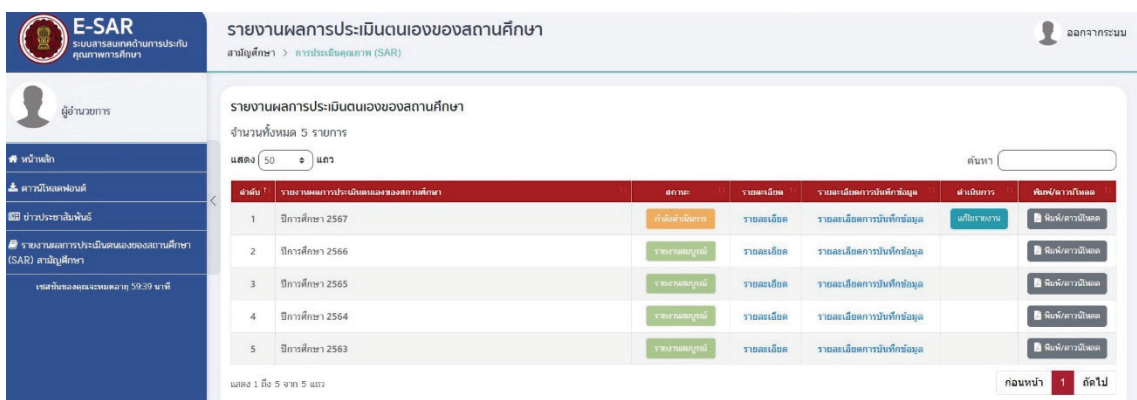 E-SAR
ระบบสารสนเทศด้านการประกัน
คุณภาพการศึกษา
รายงานผลการประเมินตนเองของสถานศึกษา
สามัญศึกษา > การประเมินคุณภาพ (SAR)
ออกจากระบบ
ผู้อำนวยการ
หน้าหลัก
ดาวน์โหลดฟอนต์
ข่าวประชาสัมพันธ์
รายงานผลการประเมินตนเองของสถานศึกษา
(SAR) สามัญศึกษา
เซสชันของคุณจะหมดอายุ 59:39 นาที
รายงานผลการประเมินตนเองของสถานศึกษา
จำนวนทั้งหมด 5 รายการ
แสดง 50 แถว
ค้นหา
ลำดับ รายงานผลการประเมินตนเองของสถานศึกษา สถานะ รายละเอียด รายละเอียดการบันทึกข้อมูล ดำเนินการ พิมพ์/ดาวน์โหลด
1 ปีการศึกษา 2567 กำลังดำเนินการ รายละเอียด รายละเอียดการบันทึกข้อมูล แก้ไขรายงาน พิมพ์/ดาวน์โหลด
2 ปีการศึกษา 2566 รายงานสมบูรณ์ รายละเอียด รายละเอียดการบันทึกข้อมูล พิมพ์/ดาวน์โหลด
3 ปีการศึกษา 2565 รายงานสมบูรณ์ รายละเอียด รายละเอียดการบันทึกข้อมูล พิมพ์/ดาวน์โหลด
4 ปีการศึกษา 2564 รายงานสมบูรณ์ รายละเอียด รายละเอียดการบันทึกข้อมูล พิมพ์/ดาวน์โหลด
5 ปีการศึกษา 2563 รายงานสมบูรณ์ รายละเอียด รายละเอียดการบันทึกข้อมูล พิมพ์/ดาวน์โหลด
แสดง 1 ถึง 5 จาก 5 แถว
ก่อนหน้า 1 ถัดไป